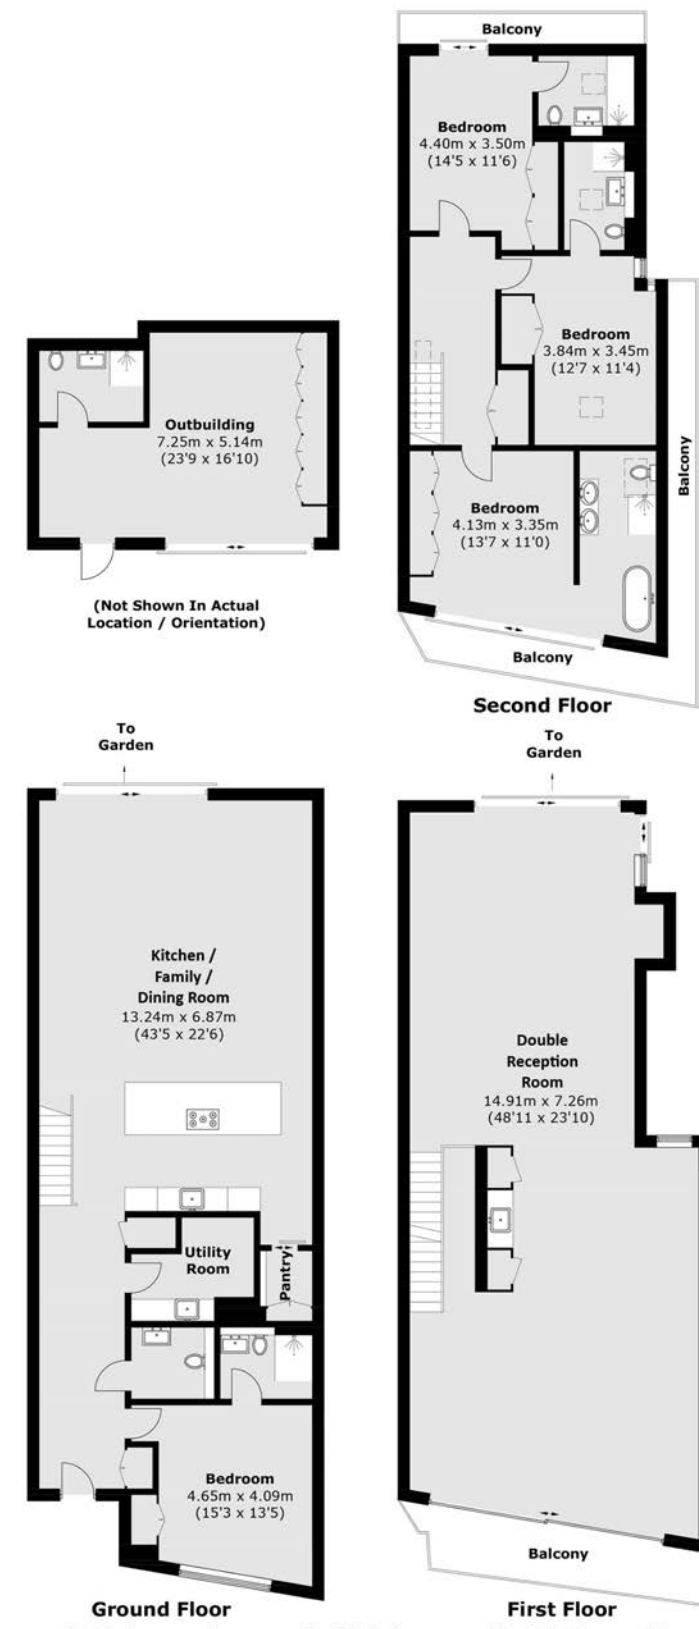 Balcony
Bedroom
4.40m x 3.50m
(14'5 x 11'6)
Bedroom
3.84m x 3.45m
(12'7 x 11'4)
Balcony
Outbuilding
7.25m x 5.14m
(23'9 x 16'10)
Bedroom
4.13m x 3.35m
(13'7 x 11'0)
(Not Shown In Actual
Location / Orientation)
Balcony
Second Floor
To
Garden
Kitchen /
Family /
Dining Room
13.24m x 6.87m
(43'5 x 22'6)
Utility
Room
Pantry
Bedroom
4.65m x 4.09m
(15'3 x 13'5)
Ground Floor
To
Garden
Double
Reception
Room
14.91m x 7.26m
(48'11 x 23'10)
Balcony
First Floor